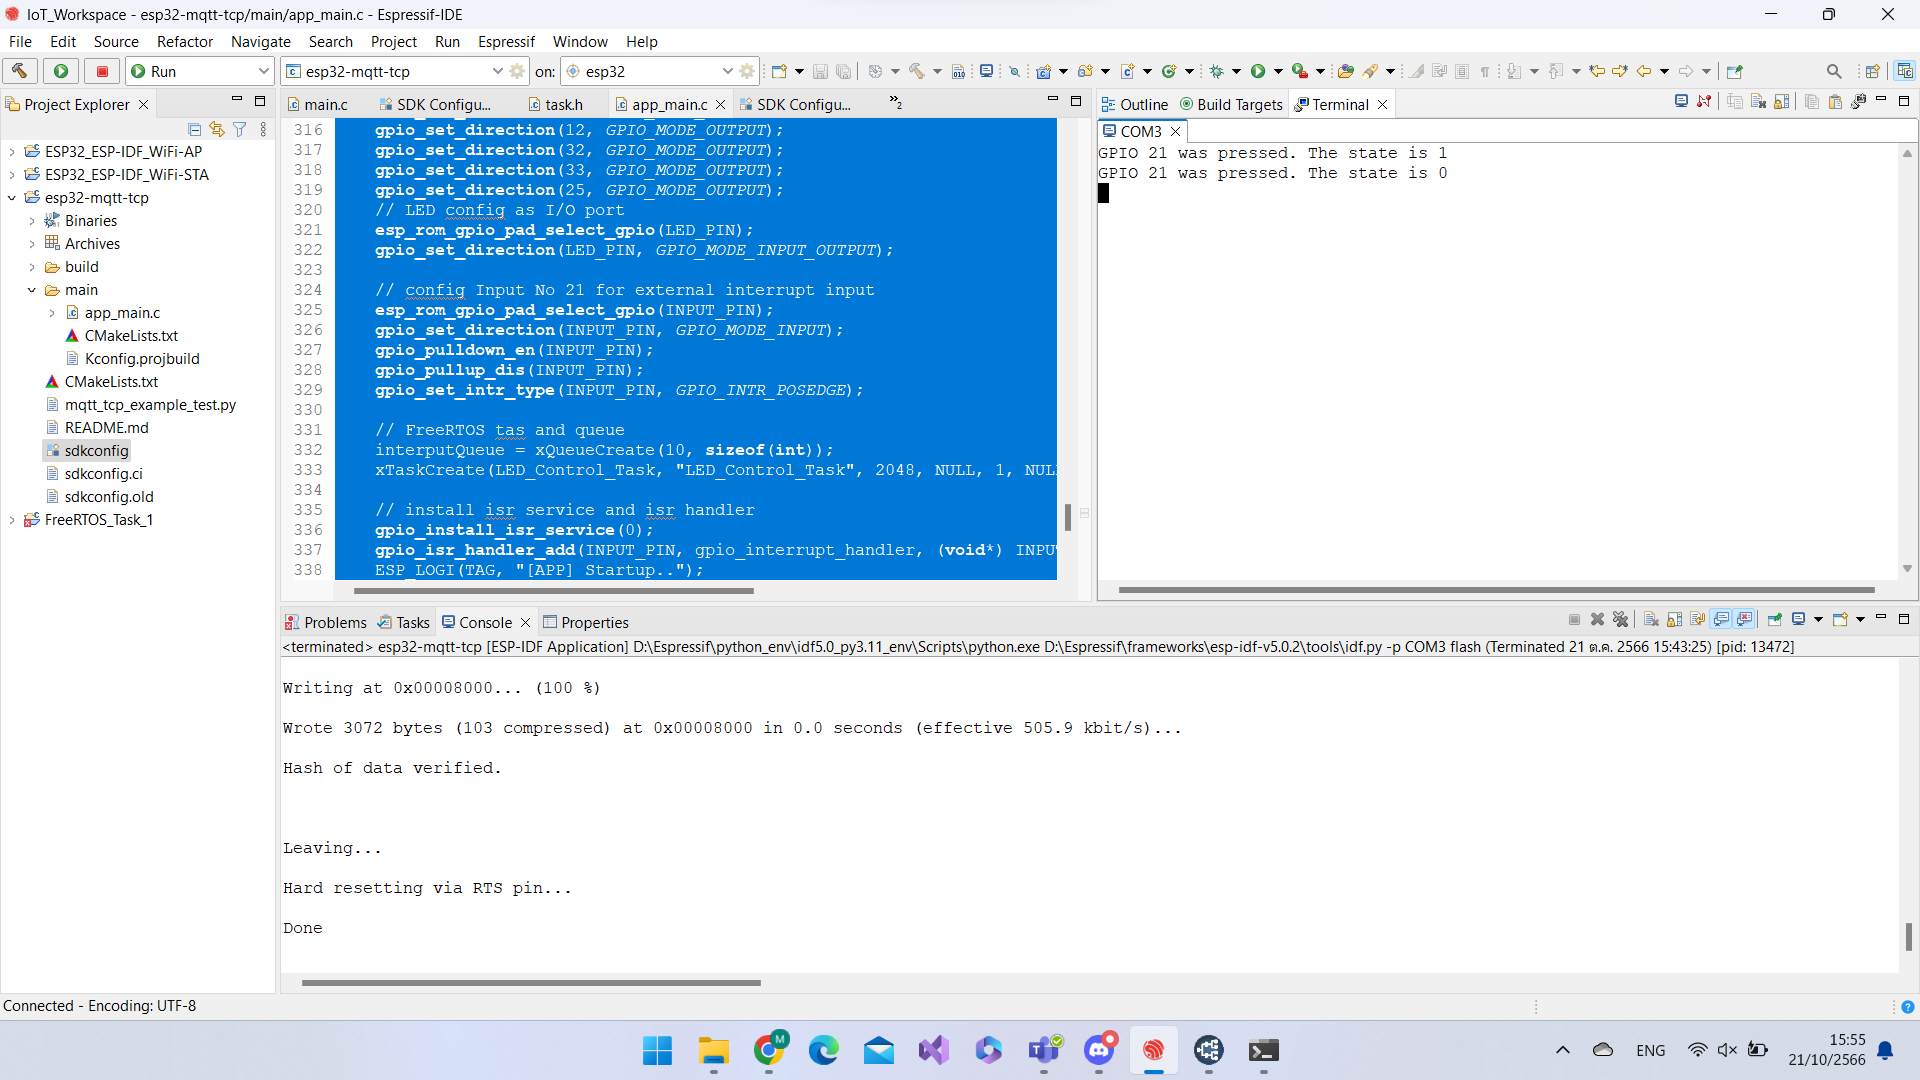 IoT_Workspace - esp32-mqtt-tcp/main/app_main.c - Espressif-IDE
File Edit Source Refactor Navigate Search Project Run Espressif Window Help
Run esp32-mqtt-tcp on: esp32
Project Explorer
ESP32_ESP-IDF_WiFi-AP
ESP32_ESP-IDF_WiFi-STA
esp32-mqtt-tcp
Binaries
Archives
build
main
app_main.c
CMakeLists.txt
Kconfig.projbuild
CMakeLists.txt
mqtt_tcp_example_test.py
README.md
sdkconfig
sdkconfig.ci
sdkconfig.old
FreeRTOS_Task_1
main.c SDK Configu... task.h app_main.c SDK Configu... »2
316 gpio_set_direction(12, GPIO_MODE_OUTPUT);
317 gpio_set_direction(32, GPIO_MODE_OUTPUT);
318 gpio_set_direction(33, GPIO_MODE_OUTPUT);
319 gpio_set_direction(25, GPIO_MODE_OUTPUT);
320 // LED config as I/O port
321 esp_rom_gpio_pad_select_gpio(LED_PIN);
322 gpio_set_direction(LED_PIN, GPIO_MODE_INPUT_OUTPUT);
323
324 // config Input No 21 for external interrupt input
325 esp_rom_gpio_pad_select_gpio(INPUT_PIN);
326 gpio_set_direction(INPUT_PIN, GPIO_MODE_INPUT);
327 gpio_pulldown_en(INPUT_PIN);
328 gpio_pullup_dis(INPUT_PIN);
329 gpio_set_intr_type(INPUT_PIN, GPIO_INTR_POSEDGE);
330
331 // FreeRTOS tas and queue
332 interputQueue = xQueueCreate(10, sizeof(int));
333 xTaskCreate(LED_Control_Task, "LED_Control_Task", 2048, NULL, 1, NUL
334
335 // install isr service and isr handler
336 gpio_install_isr_service(0);
337 gpio_isr_handler_add(INPUT_PIN, gpio_interrupt_handler, (void*) INPU
338 ESP_LOGI(TAG, "[APP] Startup..");
Outline Build Targets Terminal
COM3
GPIO 21 was pressed. The state is 1
GPIO 21 was pressed. The state is 0
Problems Tasks Console Properties
<terminated> esp32-mqtt-tcp [ESP-IDF Application] D:\Espressif\python_env\idf5.0_py3.11_env\Scripts\python.exe D:\Espressif\frameworks\esp-idf-v5.0.2\tools\idf.py -p COM3 flash (Terminated 21 ต.ค. 2566 15:43:25) [pid: 13472]
Writing at 0x00008000... (100 %)
Wrote 3072 bytes (103 compressed) at 0x00008000 in 0.0 seconds (effective 505.9 kbit/s)...
Hash of data verified.
Leaving...
Hard resetting via RTS pin...
Done
Connected - Encoding: UTF-8
M
ENG
15:55
21/10/2566